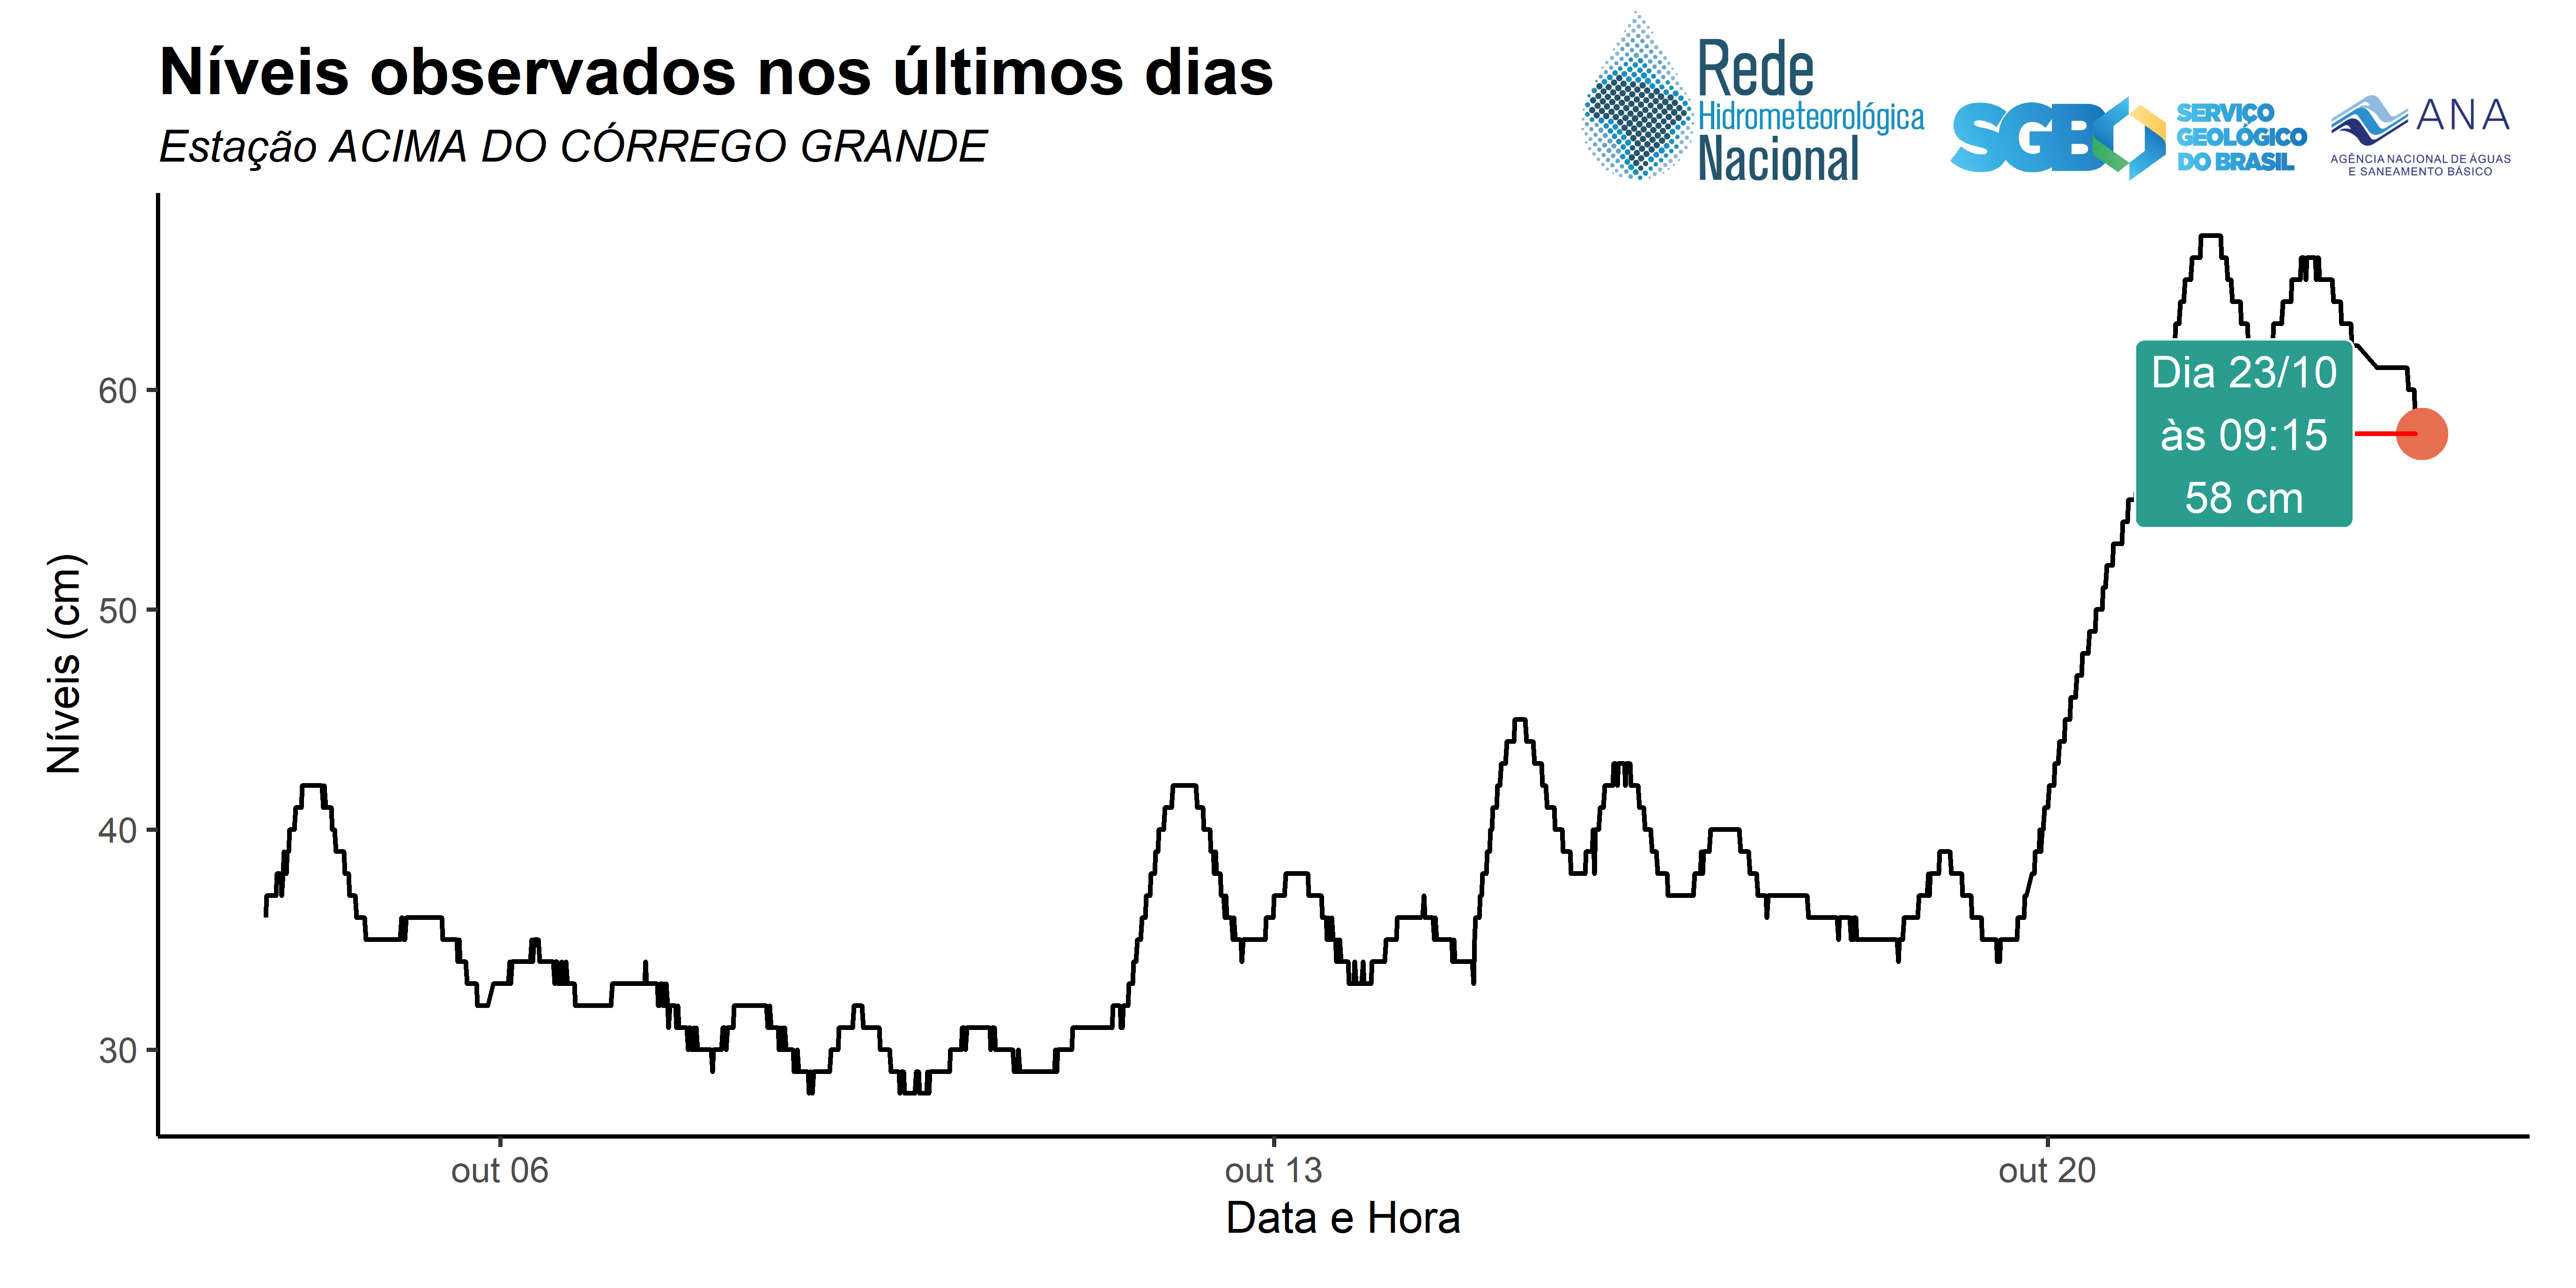 Níveis observados nos últimos dias
Estação ACIMA DO CÓRREGO GRANDE
Rede
Hidrometeorológica
Nacional
SGB
SERVIÇO
GEOLÓGICO
DO BRASIL
ANA
AGÊNCIA NACIONAL DE ÁGUAS
E SANEAMENTO BÁSICO
Níveis (cm)
60
50
40
30
Dia 23/10
às 09:15
58 cm
out 06
out 13
out 20
Data e Hora